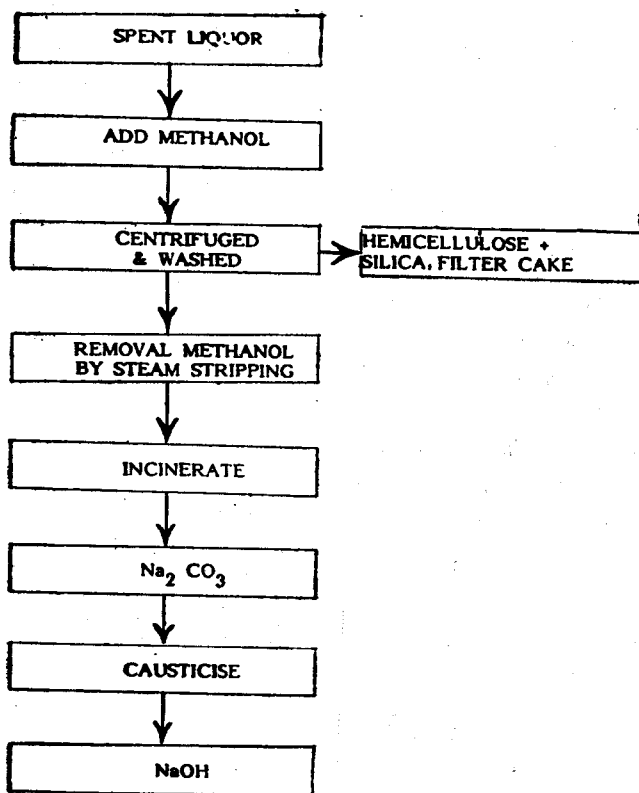 SPENT LIQUOR
ADD METHANOL
CENTRIFUGED
& WASHED
HEMICELLULOSE +
SILICA, FILTER CAKE
REMOVAL METHANOL
BY STEAM STRIPPING
INCINERATE
Na₂ CO₃
CAUSTICISE
NaOH